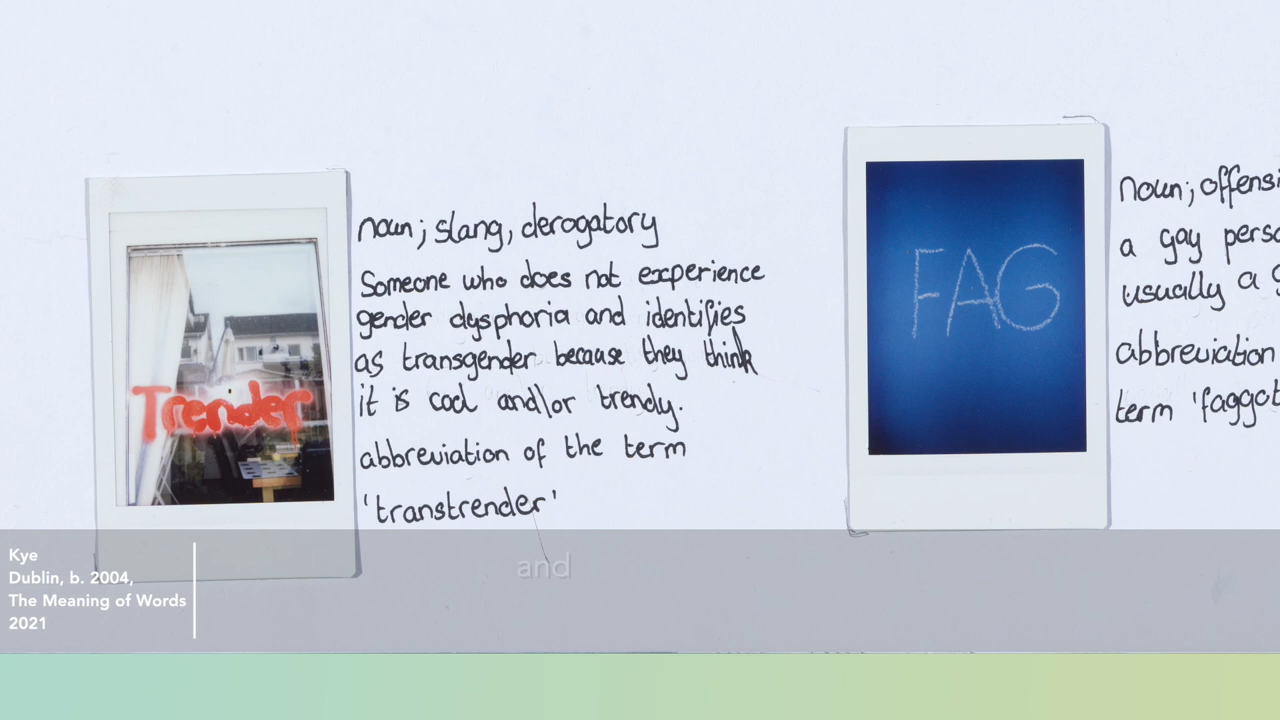 Trender
noun; slang, derogatory
Someone who does not experience
gender dysphoria and identifies
as transgender because they think
it is cool and/or trendy.
abbreviation of the term
'transtrender'
FAG
noun; offensi
a gay perso
usually a g
abbreviation
term 'faggot
Kye
Dublin, b. 2004,
The Meaning of Words
2021
and